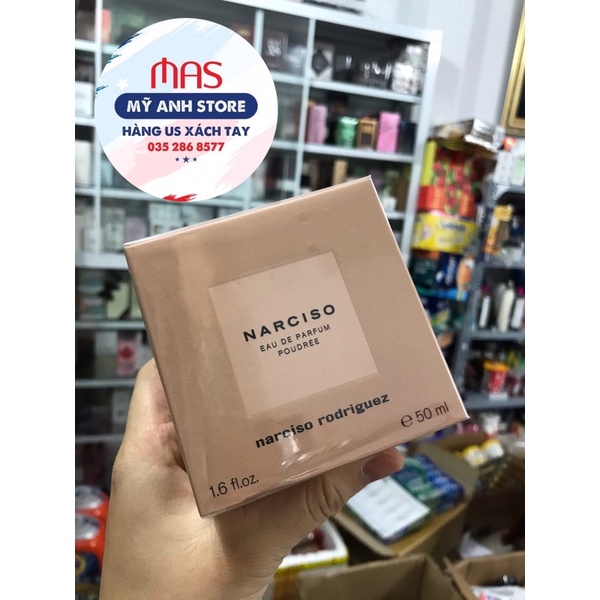 MAS
MỸ ANH STORE
HÀNG US XÁCH TAY
035 286 8577
NARCISO
EAU DE PARFUM
POUDRÉE
narciso rodriguez
1.6 fl.oz.
e 50 ml